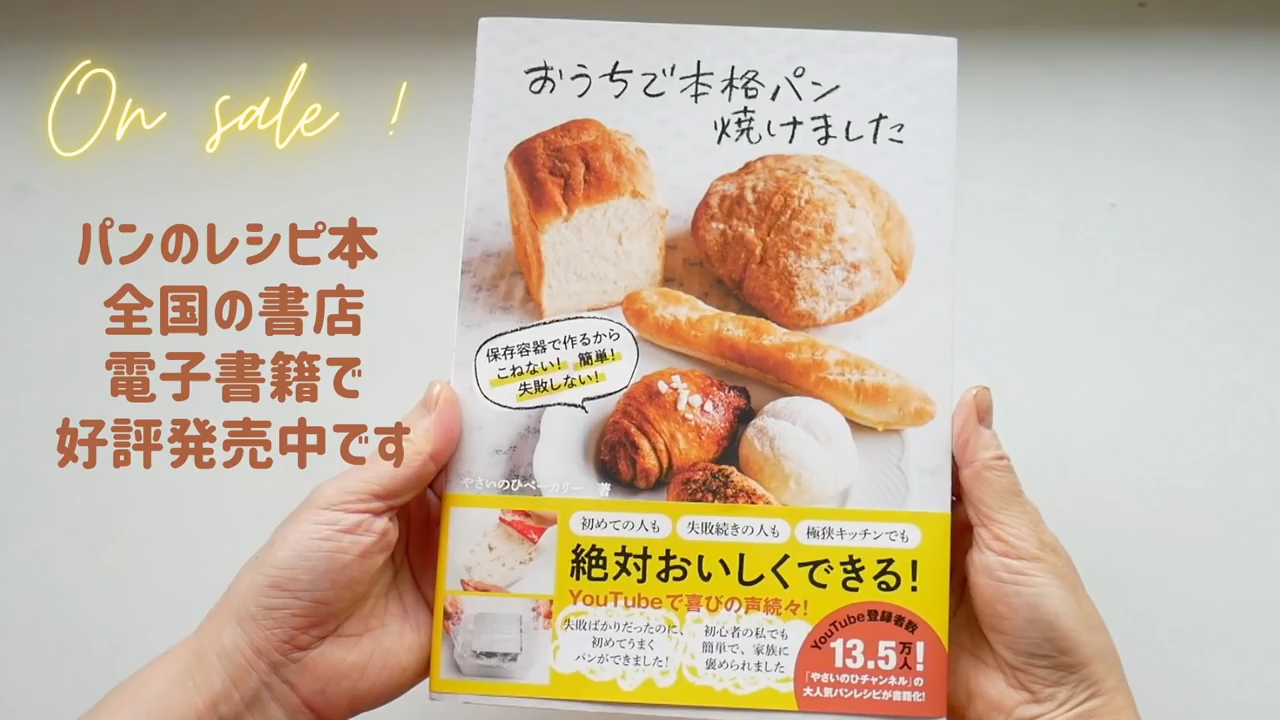 On sale !
パンのレシピ本
全国の書店
電子書籍で
好評発売中です
おうちで本格パン
焼けました
保存容器で作るから
こねない! 簡単!
失敗しない!
やさいのひベーカリー 著
初めての人も 失敗続きの人も 極狭キッチンでも
絶対おいしくできる!
YouTubeで喜びの声続々!
失敗ばかりだったのに、
初めてうまく
パンができました!
初心者の私でも
簡単で、家族に
褒められました
YouTube登録者数
13.5万人!
「やさいのひチャンネル」の
大人気パンレシピが書籍化!